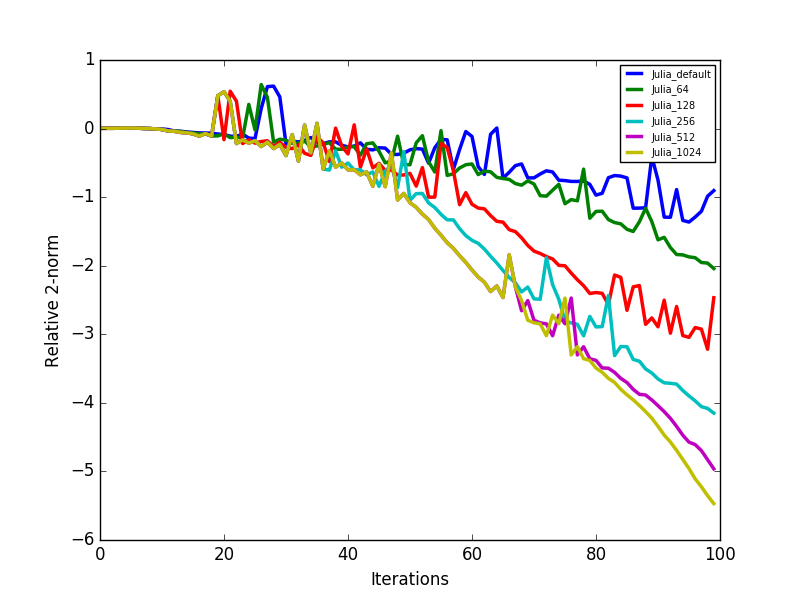 1
0
−1
−2
−3
−4
−5
−6
Relative 2-norm
0
20
40
60
80
100
Iterations
Julia_default
Julia_64
Julia_128
Julia_256
Julia_512
Julia_1024